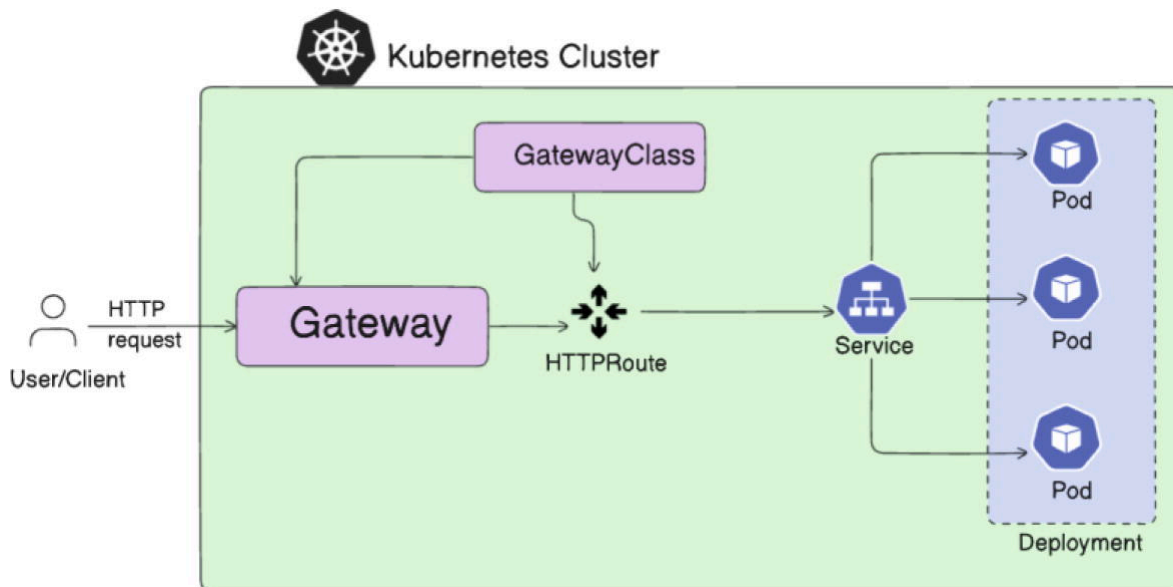 Kubernetes Cluster
GatewayClass
Pod
HTTP
request
Gateway
User/Client
HTTPRoute
Service
Pod
Pod
Deployment